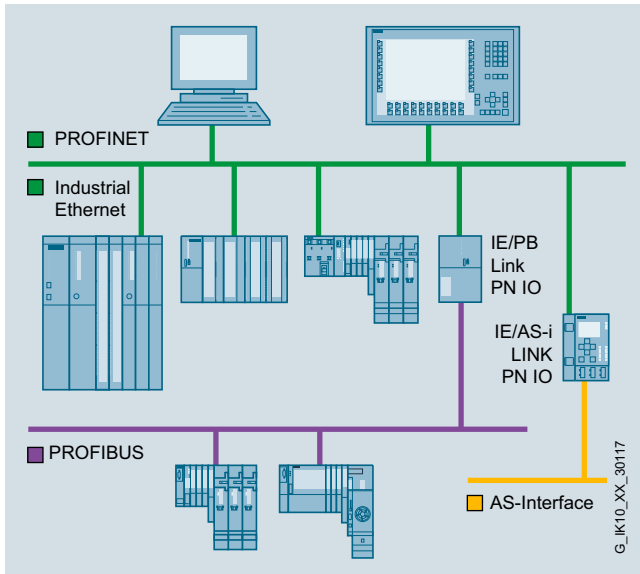 PROFINET
Industrial
Ethernet
IE/PB
Link
PN IO
IE/AS-i
LINK
PN IO
PROFIBUS
AS-Interface
G_IK10_XX_30117